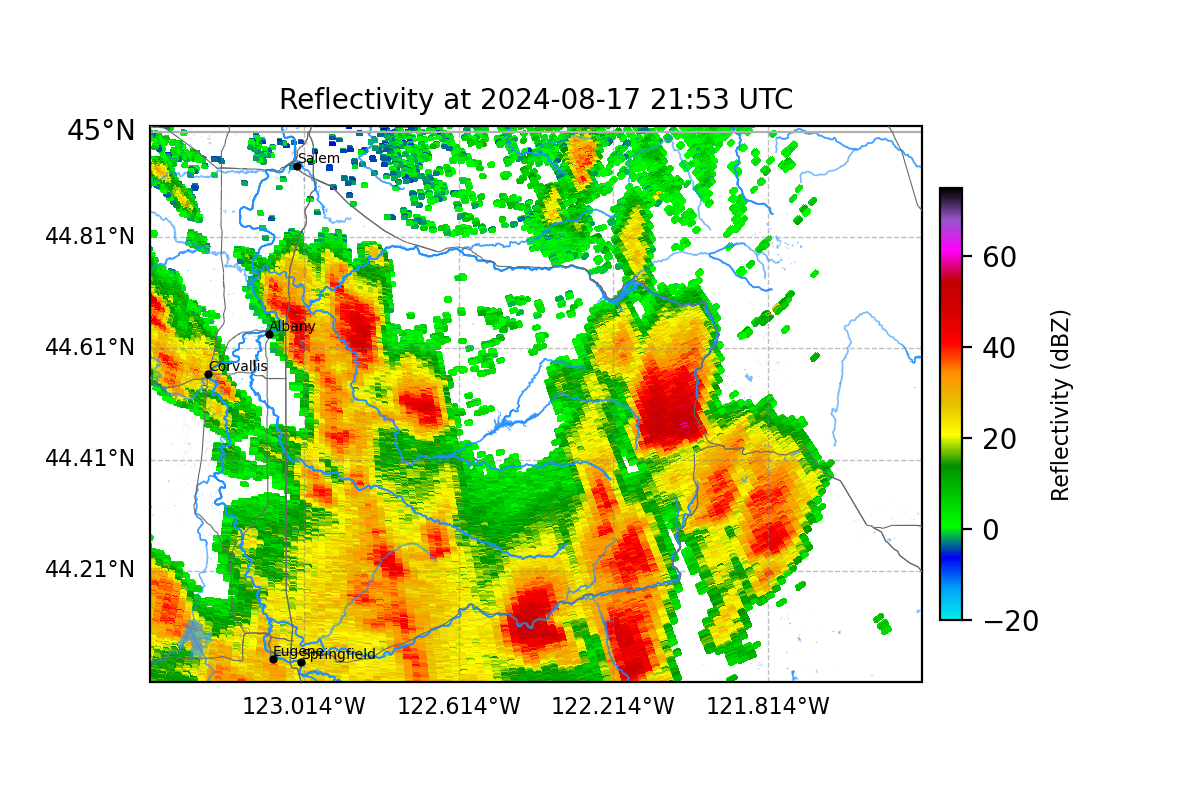 Reflectivity at 2024-08-17 21:53 UTC
45°N
44.81°N
44.61°N
44.41°N
44.21°N
Salem
Albany
Corvallis
Eugene
Springfield
123.014°W 122.614°W 122.214°W 121.814°W
60
40
20
0
−20
Reflectivity (dBZ)